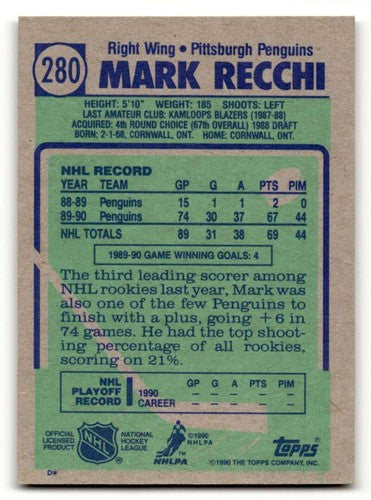 280
Right Wing • Pittsburgh Penguins
MARK RECCHI
HEIGHT: 5'10" WEIGHT: 185 SHOOTS: LEFT
LAST AMATEUR CLUB: KAMLOOPS BLAZERS (1987-88)
ACQUIRED: 4th ROUND CHOICE (67th OVERALL) 1988 DRAFT
BORN: 2-1-68, CORNWALL, ONT. HOME: CORNWALL, ONT.
NHL RECORD
YEAR TEAM GP G A PTS PIM
88-89 Penguins 15 1 1 2 0
89-90 Penguins 74 30 37 67 44
NHL TOTALS 89 31 38 69 44
1989-90 GAME WINNING GOALS: 4
The third leading scorer among
NHL rookies last year, Mark was
also one of the few Penguins to
finish with a plus, going +6 in
74 games. He had the top shoot-
ing percentage of all rookies,
scoring on 21%.
NHL PLAYOFF RECORD
GP G A PTS PIM
1990
CAREER
OFFICIAL LICENSED PRODUCT
NHL
NATIONAL HOCKEY LEAGUE
NHLPA
©1990 NHLPA
Topps
©1990 THE TOPPS COMPANY, INC.
D*